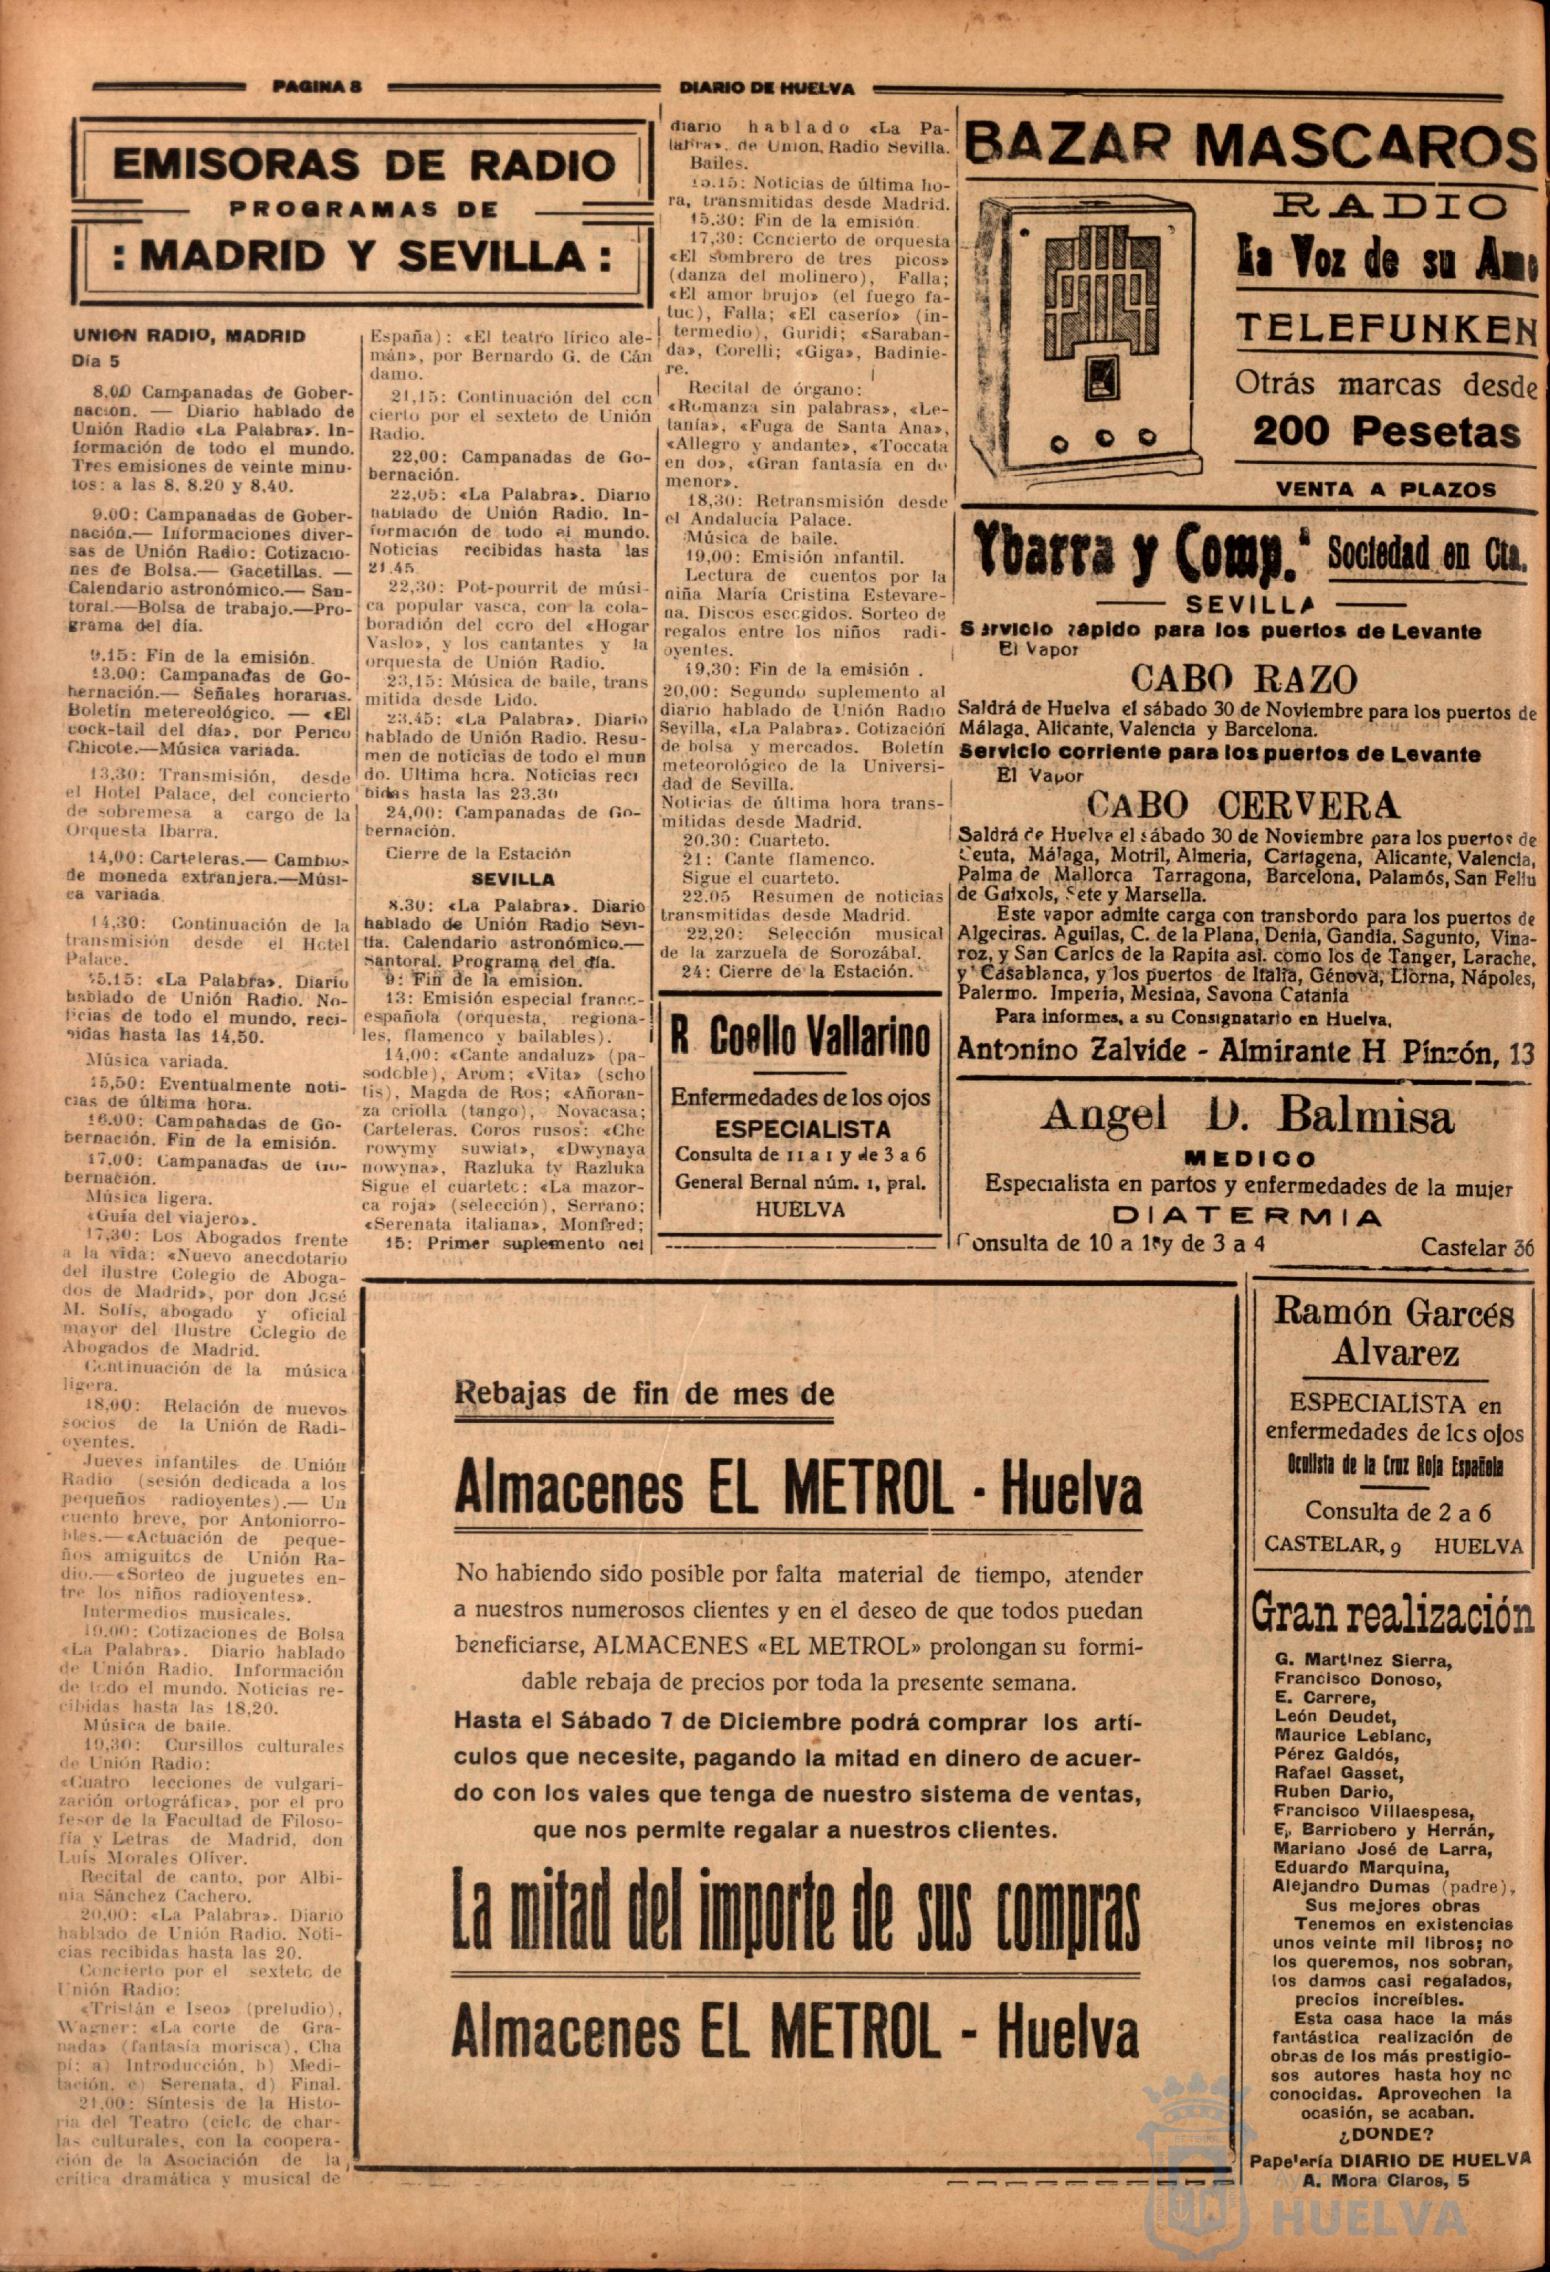 PAGINA 8
DIARIO DE HUELVA
EMISORAS DE RADIO
PROGRAMAS DE
: MADRID Y SEVILLA :
UNION RADIO, MADRID
Día 5
8,00 Campanadas de Gober-
nación. — Diario hablado de
Unión Radio «La Palabra». In-
formación de todo el mundo.
Tres emisiones de veinte minu-
tos: a las 8, 8.20 y 8,40.
9.00: Campanadas de Gober-
nación.— Informaciones diver-
sas de Unión Radio: Cotizacio-
nes de Bolsa.— Gacetillas. —
Calendario astronómico.— San-
toral.—Bolsa de trabajo.—Pro-
grama del día.
9.15: Fin de la emisión.
13.00: Campanadas de Go-
bernación.— Señales horarias.
Boletín metereológico. — «El
cock-tail del día», por Perico
Chicote.—Música variada.
13,30: Transmisión, desde
el Hotel Palace, del concierto
de sobremesa a cargo de la
Orquesta Ibarra.
14,00: Carteleras.— Cambios
de moneda extranjera.—Músi-
ca variada.
14,30: Continuación de la
transmisión desde el Hotel
Palace.
15.15: «La Palabra». Diario
hablado de Unión Radio. No-
ticias de todo el mundo, reci-
bidas hasta las 14,50.
Música variada.
15,50: Eventualmente noti-
cias de última hora.
16.00: Campanadas de Go-
bernación. Fin de la emisión.
17,00: Campanadas de Go-
bernación.
Música ligera.
«Guía del viajero».
17,30: Los Abogados frente
a la vida: «Nuevo anecdotario
del ilustre Colegio de Aboga-
dos de Madrid», por don José
M. Solís, abogado y oficial
mayor del Ilustre Colegio de
Abogados de Madrid.
Continuación de la música
ligera.
18,00: Relación de nuevos
socios de la Unión de Radi-
oyentes.
Jueves infantiles de Unión
Radio (sesión dedicada a los
pequeños radioyentes).— Un
cuento breve, por Antoniorro-
bles.—«Actuación de peque-
ños amiguitos de Unión Ra-
dio.—«Sorteo de juguetes en-
tre los niños radioyentes».
Intermedios musicales.
19.00: Cotizaciones de Bolsa
«La Palabra». Diario hablado
de Unión Radio. Información
de todo el mundo. Noticias re-
cibidas hasta las 18,20.
Música de baile.
19,30: Cursillos culturales
de Unión Radio:
«Cuatro lecciones de vulgari-
zación ortográfica», por el pro
fesor de la Facultad de Filoso-
fía y Letras de Madrid, don
Luís Morales Oliver.
Recital de canto, por Albi-
nia Sánchez Cachero.
20,00: «La Palabra». Diario
hablado de Unión Radio. Noti-
cias recibidas hasta las 20.
Concierto por el sexteto de
Unión Radio:
«Tristán e Iseo» (preludio),
Wagner; «La corte de Gra-
nada» (fantasía morisca), Cha
pí: a) Introducción, b) Medi-
tación, c) Serenata, d) Final.
21,00: Síntesis de la Histo-
ria del Teatro (ciclo de char-
las culturales, con la coopera-
ción de la Asociación de la
crítica dramática y musical de
España): «El teatro lírico ale-
mán», por Bernardo G. de Cán
damo.
21,15: Continuación del con
cierto por el sexteto de Unión
Radio.
22,00: Campanadas de Go-
bernación.
22,05: «La Palabra». Diario
hablado de Unión Radio. In-
formación de todo el mundo.
Noticias recibidas hasta las
21.45
22,30: Pot-pourrit de músi-
ca popular vasca, con la cola-
boradión del coro del «Hogar
Vaslo», y los cantantes y la
orquesta de Unión Radio.
23,15: Música de baile, trans
mitida desde Lido.
23.45: «La Palabra». Diario
hablado de Unión Radio. Resu-
men de noticias de todo el mun
do. Ultima hora. Noticias reci
bidas hasta las 23.30
24,00: Campanadas de Go-
bernación.
Cierre de la Estación
SEVILLA
8.30: «La Palabra». Diario
hablado de Unión Radio Sevi-
lla. Calendario astronómico.—
Santoral. Programa del día.
9: Fin de la emisión.
13: Emisión especial franco-
española (orquesta, regiona-
les, flamenco y bailables).
14,00: «Cante andaluz» (pa-
sodoble), Arom; «Vita» (scho
tis), Magda de Ros; «Añoran-
za criolla (tango), Novacasa;
Carteleras. Coros rusos: «Che
rowymy suwiat», «Dwynaya
nowyna», Razluka ty Razluka
Sigue el cuarteto: «La mazor-
ca roja» (selección), Serrano;
«Serenata italiana», Monfred;
15: Primer suplemento del
diario hablado «La Pa-
labra», de Unión, Radio Sevilla.
Bailes.
15.15: Noticias de última ho-
ra, transmitidas desde Madrid.
15.30: Fin de la emisión.
17,30: Concierto de orquesta
«El sombrero de tres picos»
(danza del molinero), Falla;
«El amor brujo» (el fuego fa-
tuo), Falla; «El caserío» (in-
termedio), Guridi; «Saraban-
da», Corelli; «Giga», Badinie-
re.
Recital de órgano:
«Romanza sin palabras», «Le-
tanía», «Fuga de Santa Ana»,
«Allegro y andante», «Toccata
en do», «Gran fantasía en do
menor».
18,30: Retransmisión desde
el Andalucía Palace.
Música de baile.
19,00: Emisión infantil.
Lectura de cuentos por la
niña María Cristina Estevare-
na. Discos escogidos. Sorteo de
regalos entre los niños radi-
oyentes.
19,30: Fin de la emisión .
20,00: Segundo suplemento al
diario hablado de Unión Radio
Sevilla, «La Palabra». Cotización
de bolsa y mercados. Boletín
meteorológico de la Universi-
dad de Sevilla.
Noticias de última hora trans-
mitidas desde Madrid.
20.30: Cuarteto.
21: Cante flamenco.
Sigue el cuarteto.
22.05 Resumen de noticias
transmitidas desde Madrid.
22,20: Selección musical
de la zarzuela de Sorozábal.
24: Cierre de la Estación.
R Coello Vallarino
Enfermedades de los ojos
ESPECIALISTA
Consulta de 11 a 1 y de 3 a 6
General Bernal núm. 1, pral.
HUELVA
BAZAR MASCAROS
RADIO
La Voz de su Amo
TELEFUNKEN
Otrás marcas desde
200 Pesetas
VENTA A PLAZOS
Ybarra y Comp.ª Sociedad en Cta.
SEVILLA
Servicio rápido para los puertos de Levante
El Vapor
CABO RAZO
Saldrá de Huelva el sábado 30 de Noviembre para los puertos de
Málaga, Alicante, Valencia y Barcelona.
Servicio corriente para los puertos de Levante
El Vapor
CABO CERVERA
Saldrá de Huelva el sábado 30 de Noviembre para los puertos de
Ceuta, Málaga, Motril, Almeria, Cartagena, Alicante, Valencia,
Palma de Mallorca Tarragona, Barcelona, Palamós, San Feliu
de Gaixols, Sete y Marsella.
Este vapor admite carga con transbordo para los puertos de
Algeciras. Aguilas, C. de la Plana, Denia, Gandia, Sagunto, Vina-
roz, y San Carlos de la Rapita asi. como los de Tanger, Larache,
y Casablanca, y los puertos de Italia, Génova, Liorna, Nápoles,
Palermo. Imperia, Mesina, Savona Catania
Para informes, a su Consignatario en Huelva,
Antonino Zalvide - Almirante H Pinzón, 13
Angel D. Balmisa
MEDICO
Especialista en partos y enfermedades de la mujer
DIATERMIA
Consulta de 10 a 1 y de 3 a 4 Castelar 36
Rebajas de fin de mes de
Almacenes EL METROL - Huelva
No habiendo sido posible por falta material de tiempo, atender
a nuestros numerosos clientes y en el deseo de que todos puedan
beneficiarse, ALMACENES «EL METROL» prolongan su formi-
dable rebaja de precios por toda la presente semana.
Hasta el Sábado 7 de Diciembre podrá comprar los artí-
culos que necesite, pagando la mitad en dinero de acuer-
do con los vales que tenga de nuestro sistema de ventas,
que nos permite regalar a nuestros clientes.
La mitad del importe de sus compras
Almacenes EL METROL - Huelva
Ramón Garcés
Alvarez
ESPECIALISTA en
enfermedades de los ojos
Oculista de la Cruz Roja Española
Consulta de 2 a 6
CASTELAR, 9 HUELVA
Gran realización
G. Martínez Sierra,
Francisco Donoso,
E. Carrere,
León Deudet,
Maurice Leblanc,
Pérez Galdós,
Rafael Gasset,
Ruben Dario,
Francisco Villaespesa,
E. Barriobero y Herrán,
Mariano José de Larra,
Eduardo Marquina,
Alejandro Dumas (padre),
Sus mejores obras
Tenemos en existencias
unos veinte mil libros; no
los queremos, nos sobran,
los damos casi regalados,
precios increíbles.
Esta casa hace la más
fantástica realización de
obras de los más prestigio-
sos autores hasta hoy no
conocidas. Aprovechen la
ocasión, se acaban.
¿DONDE?
Papelería DIARIO DE HUELVA
A. Mora Claros, 5
HUELVA